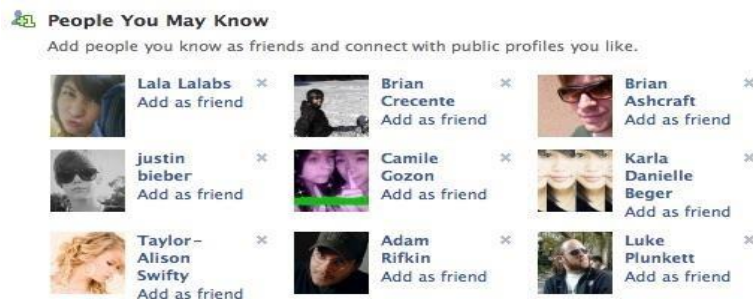 People You May Know
Add people you know as friends and connect with public profiles you like.
Lala Lalabs
Add as friend
Brian
Crecente
Add as friend
Brian
Ashcraft
Add as friend
justin
bieber
Add as friend
Camile
Gozon
Add as friend
Karla
Danielle
Beger
Add as friend
Taylor-
Alison
Swifty
Add as friend
Adam
Rifkin
Add as friend
Luke
Plunkett
Add as friend